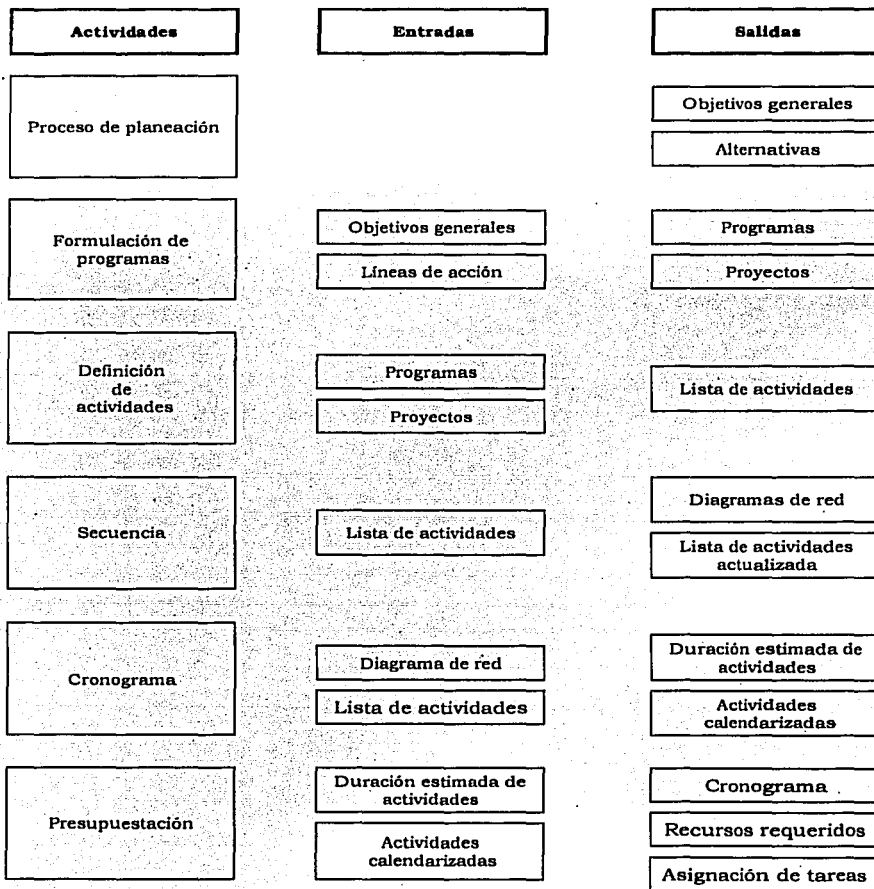 Actividades
Entradas
Salidas
Proceso de planeación
Objetivos generales
Alternativas
Formulación de
programas
Objetivos generales
Líneas de acción
Programas
Proyectos
Definición
de
actividades
Programas
Proyectos
Lista de actividades
Secuencia
Lista de actividades
Diagramas de red
Lista de actividades
actualizada
Cronograma
Diagrama de red
Lista de actividades
Duración estimada de
actividades
Actividades
calendarizadas
Presupuestación
Duración estimada de
actividades
Actividades
calendarizadas
Cronograma
Recursos requeridos
Asignación de tareas